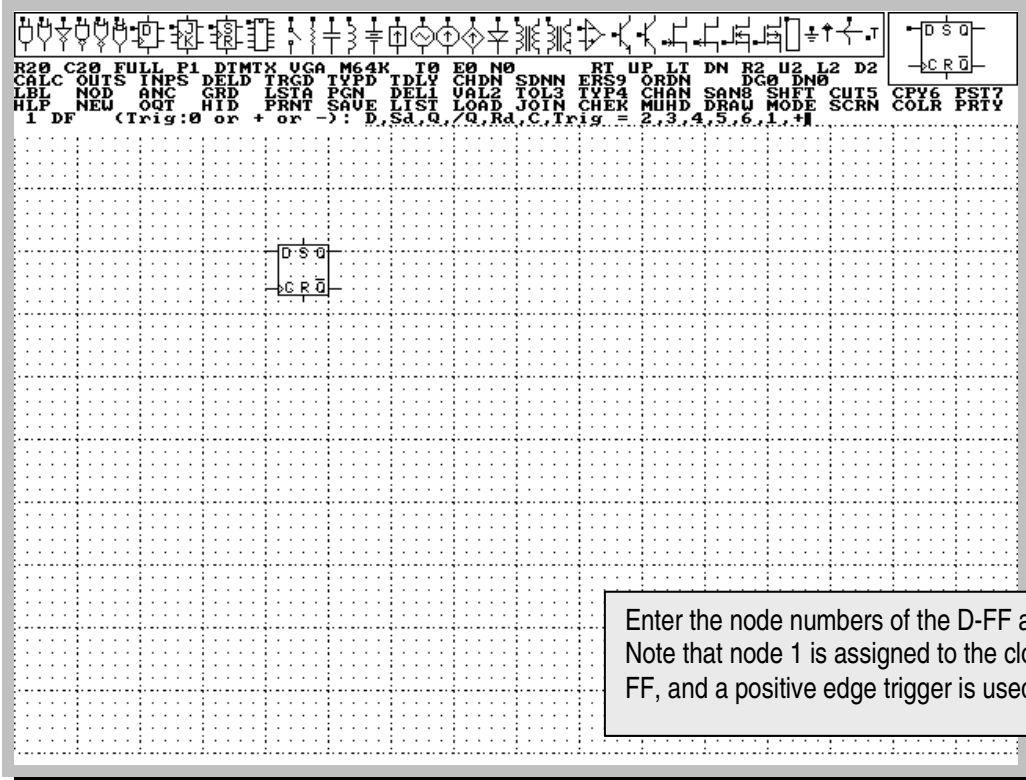 D S Q
C R Q̅
R20 C20 FULL P1 DTMTX VGA M64K T0 E0 N0 RT UP LT DN R2 U2 L2 D2
CALC OUTS INPS DELD TRGD TYPD TDLY CHDN SDNN ERS9 ORDN DG0 DN0
LBL NOD ANC GRD LSTA PGN DEL1 VAL2 TOL3 TYP4 CHAN SAN8 SHFT CUT5 CPY6 PST7
HLP NEW OQT HID PRNT SAVE LIST LOAD JOIN CHEK MUHD DRAW MODE SCRN COLR PRTY
1 DF (Trig:0 or + or -): D,Sd,Q,/Q,Rd,C,Trig = 2,3,4,5,6,1,+
D S Q
C R Q̅
Enter the node numbers of the D-FF a
Note that node 1 is assigned to the clo
FF, and a positive edge trigger is used